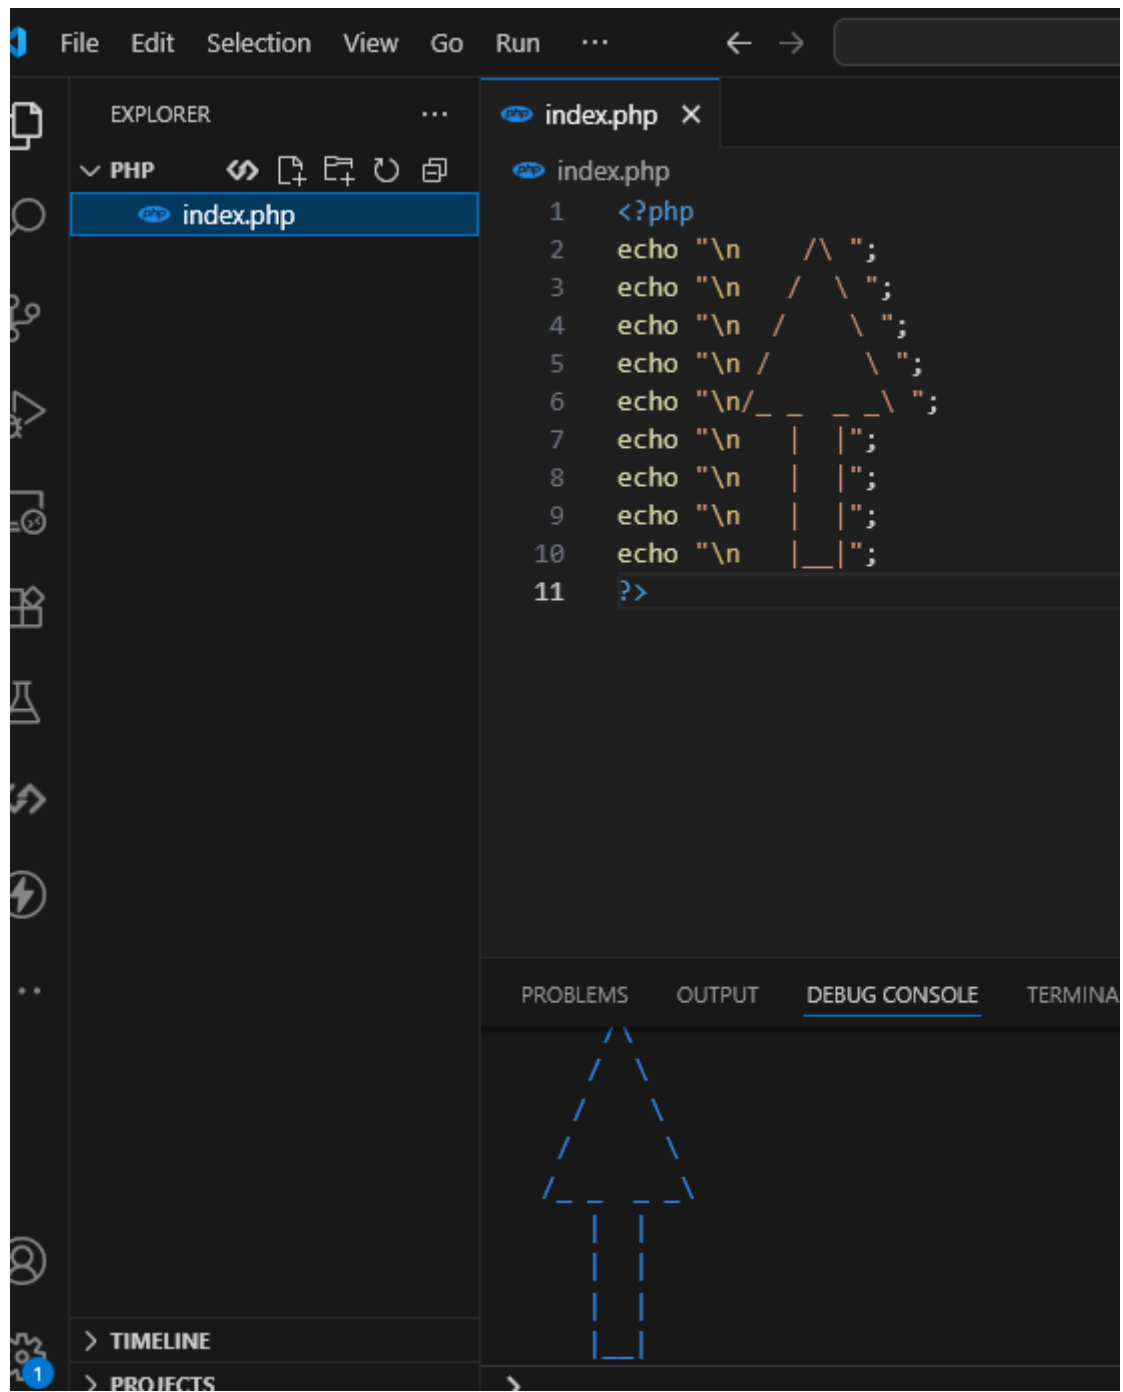 File Edit Selection View Go Run ···
EXPLORER ···
PHP
index.php
index.php
index.php
1 <?php
2 echo "\n    /\ ";
3 echo "\n   /  \ ";
4 echo "\n  /    \ ";
5 echo "\n /      \ ";
6 echo "\n/_ _  _ _\ ";
7 echo "\n   |  |";
8 echo "\n   |  |";
9 echo "\n   |  |";
10 echo "\n   |__|";
11 ?>
PROBLEMS OUTPUT DEBUG CONSOLE TERMINA
    /\
   /  \
  /    \
 /      \
/_ _  _ _\
   |  |
   |  |
   |  |
   |__|
TIMELINE
1
PROJECTS